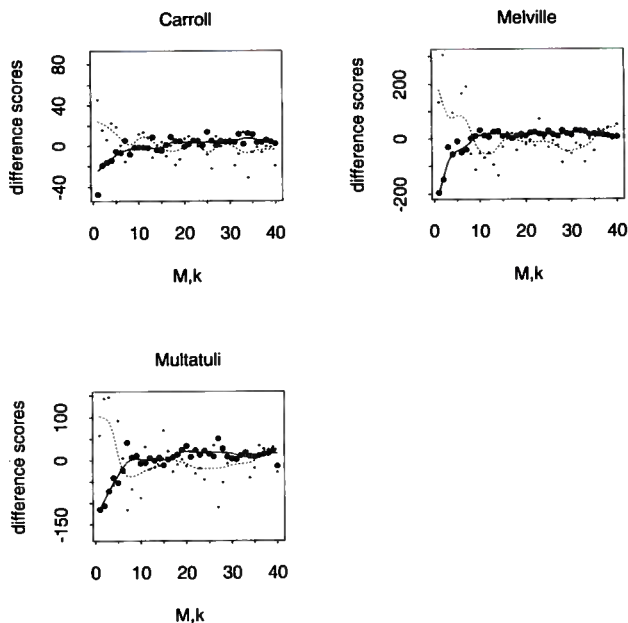 Carroll
difference scores
80
40
0
-40
0 10 20 30 40
M,k
Melville
difference scores
200
0
-200
0 10 20 30 40
M,k
Multatuli
difference scores
100
0
-150
0 10 20 30 40
M,k